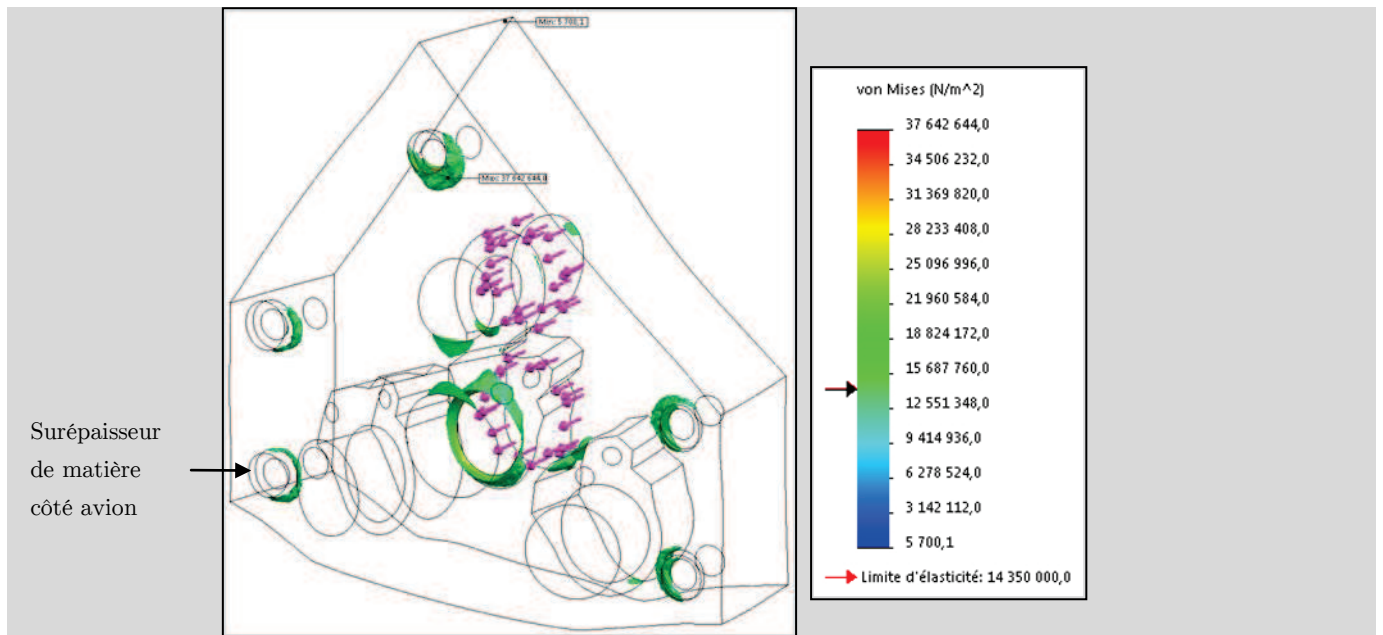 Min: 5 700,1
Max: 37 642 644,0
Surépaisseur
de matière
côté avion
von Mises (N/m^2)
37 642 644,0
34 506 232,0
31 369 820,0
28 233 408,0
25 096 996,0
21 960 584,0
18 824 172,0
15 687 760,0
12 551 348,0
9 414 936,0
6 278 524,0
3 142 112,0
5 700,1
Limite d'élasticité: 14 350 000,0